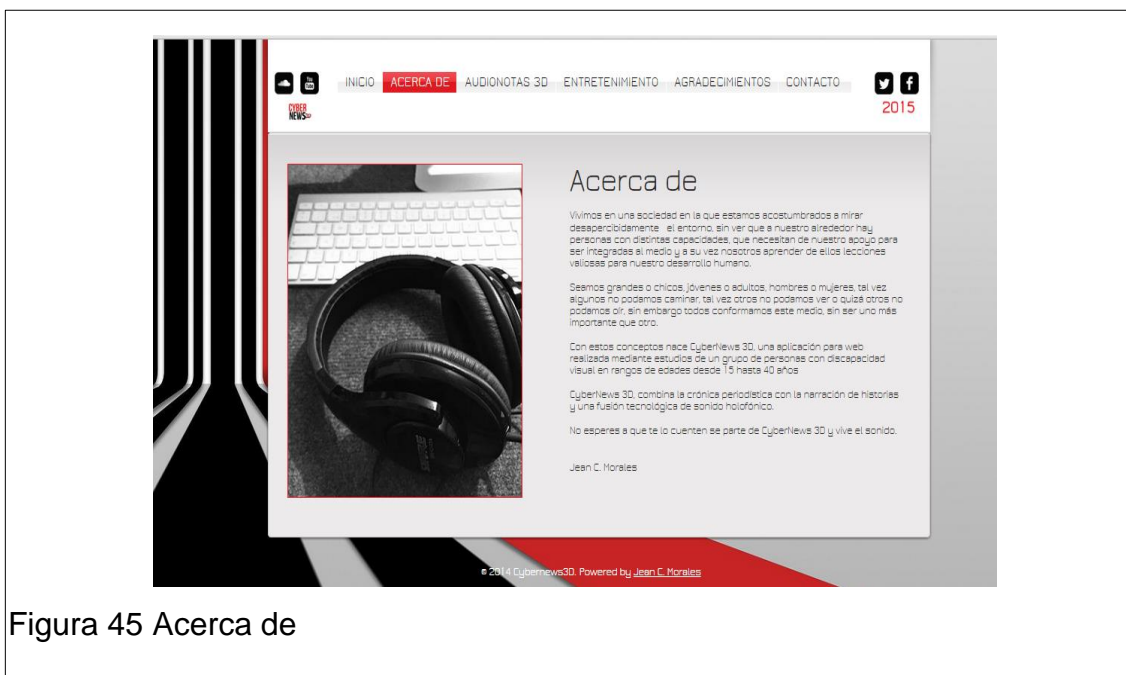 You
Tube
INICIO ACERCA DE AUDIONOTAS 3D ENTRETENIMIENTO AGRADECIMIENTOS CONTACTO
CYBER
NEWS3D
2015
Acerca de
Vivimos en una sociedad en la que estamos acostumbrados a mirar
desapercibidamente el entorno, sin ver que a nuestro alrededor hay
personas con distintas capacidades, que necesitan de nuestro apoyo para
ser integradas al medio y a su vez nosotros aprender de ellos lecciones
valiosas para nuestro desarrollo humano.
Seamos grandes o chicos, jóvenes o adultos, hombres o mujeres, tal vez
algunos no podamos caminar, tal vez otros no podamos ver o quizá otros no
podamos oír, sin embargo todos conformamos este medio, sin ser uno más
importante que otro.
Con estos conceptos nace CyberNews 3D, una aplicación para web
realizada mediante estudios de un grupo de personas con discapacidad
visual en rangos de edades desde 15 hasta 40 años
CyberNews 3D, combina la crónica periodística con la narración de historias
y una fusión tecnológica de sonido holofónico.
No esperes a que te lo cuenten se parte de CyberNews 3D y vive el sonido.
Jean C. Morales
© 2014 Cybernews3D. Powered by Jean C. Morales
Figura 45 Acerca de